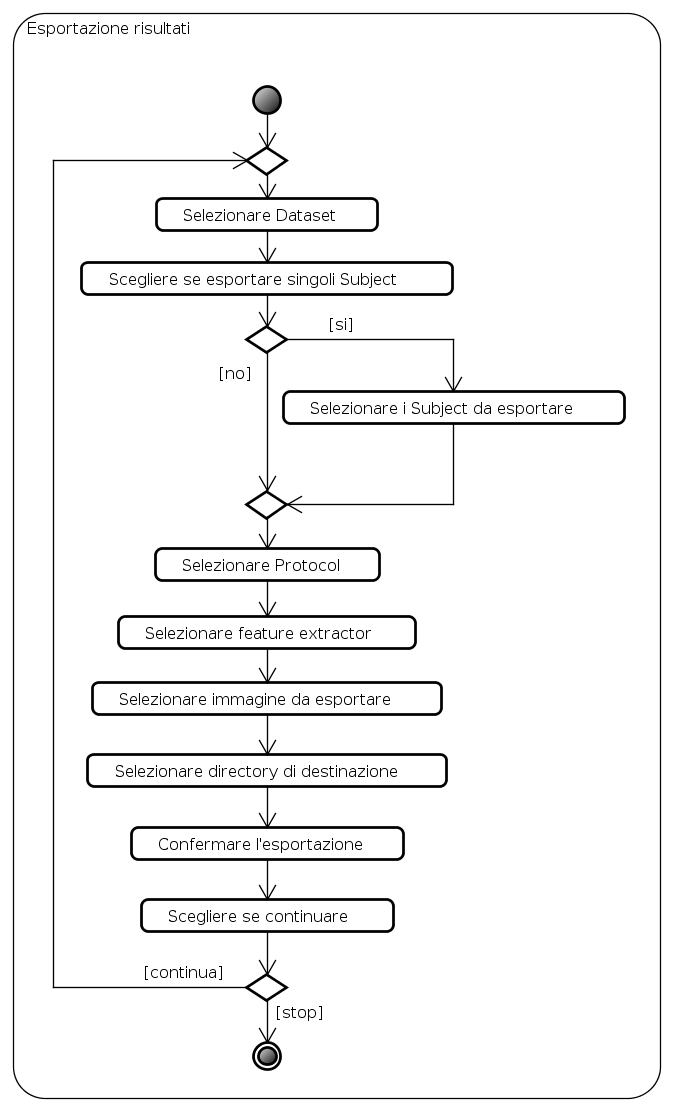 Esportazione risultati
Selezionare Dataset
Scegliere se esportare singoli Subject
[si]
[no]
Selezionare i Subject da esportare
Selezionare Protocol
Selezionare feature extractor
Selezionare immagine da esportare
Selezionare directory di destinazione
Confermare l'esportazione
Scegliere se continuare
[continua]
[stop]